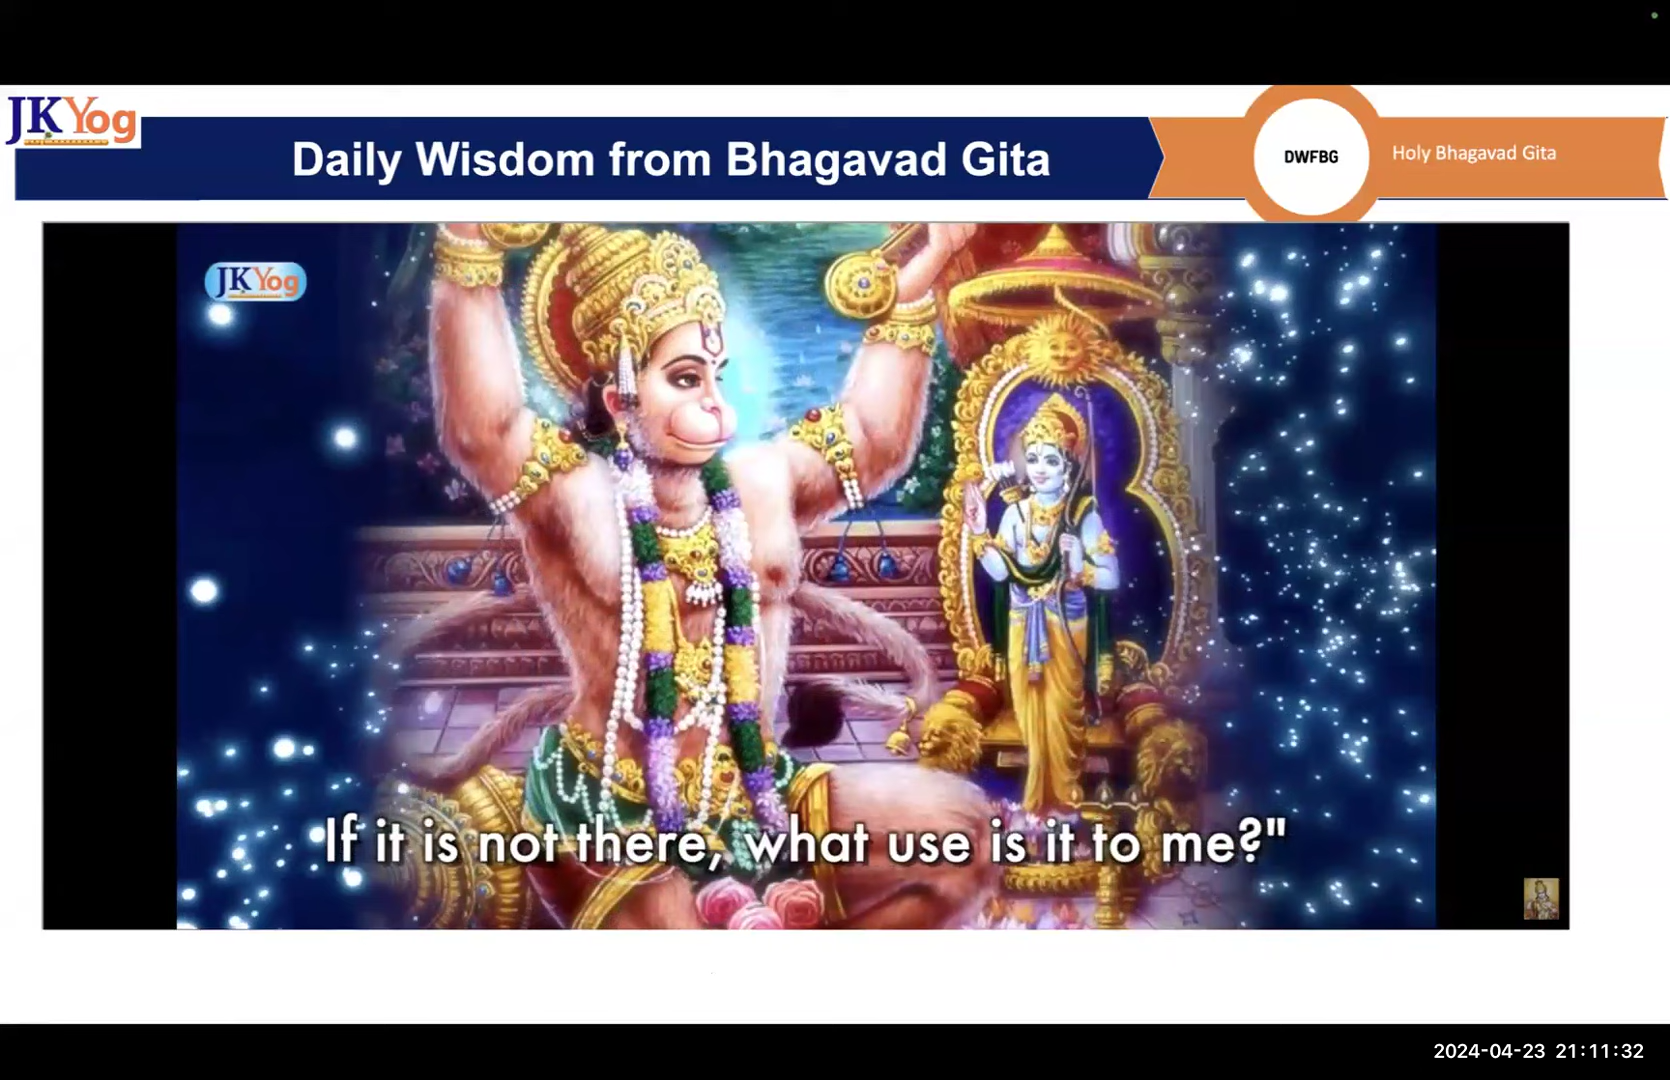 JKYog
Daily Wisdom from Bhagavad Gita
DWFBG
Holy Bhagavad Gita
JKYog
If it is not there, what use is it to me?"
2024-04-23 21:11:32